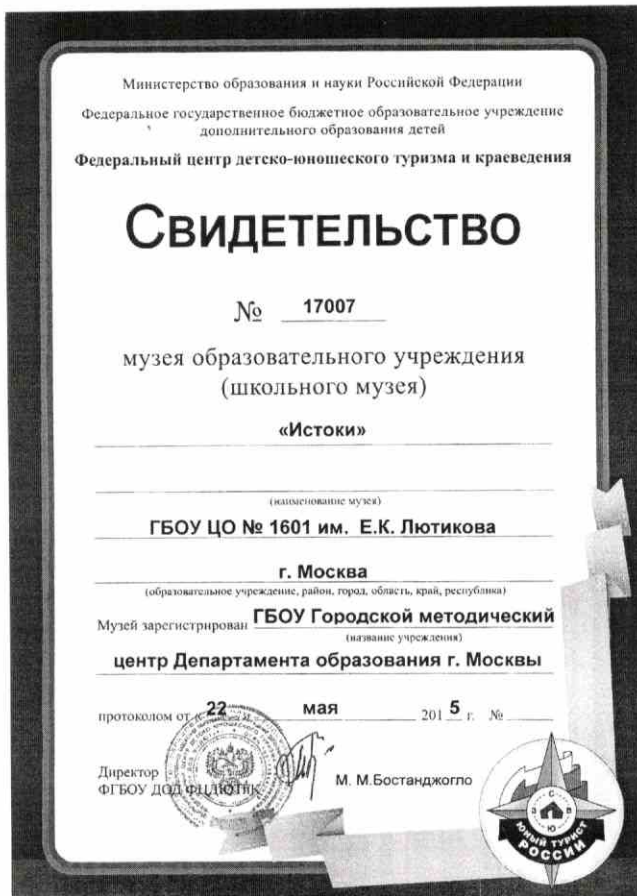 Министерство образования и науки Российской Федерации
Федеральное государственное бюджетное образовательное учреждение
дополнительного образования детей
Федеральный центр детско-юношеского туризма и краеведения
СВИДЕТЕЛЬСТВО
№ 17007
музея образовательного учреждения
(школьного музея)
«Истоки»
(наименование музея)
ГБОУ ЦО № 1601 им. Е.К. Лютикова
г. Москва
(образовательное учреждение, район, город, область, край, республика)
Музей зарегистрирован ГБОУ Городской методический
(название учреждения)
центр Департамента образования г. Москвы
протоколом от « 22 мая 2015 г. №
Директор
ФГБОУ ДОД ФЦДЮТиК
М. М.Бостанджогло
ЮНЫЙ ТУРИСТ
РОССИИ